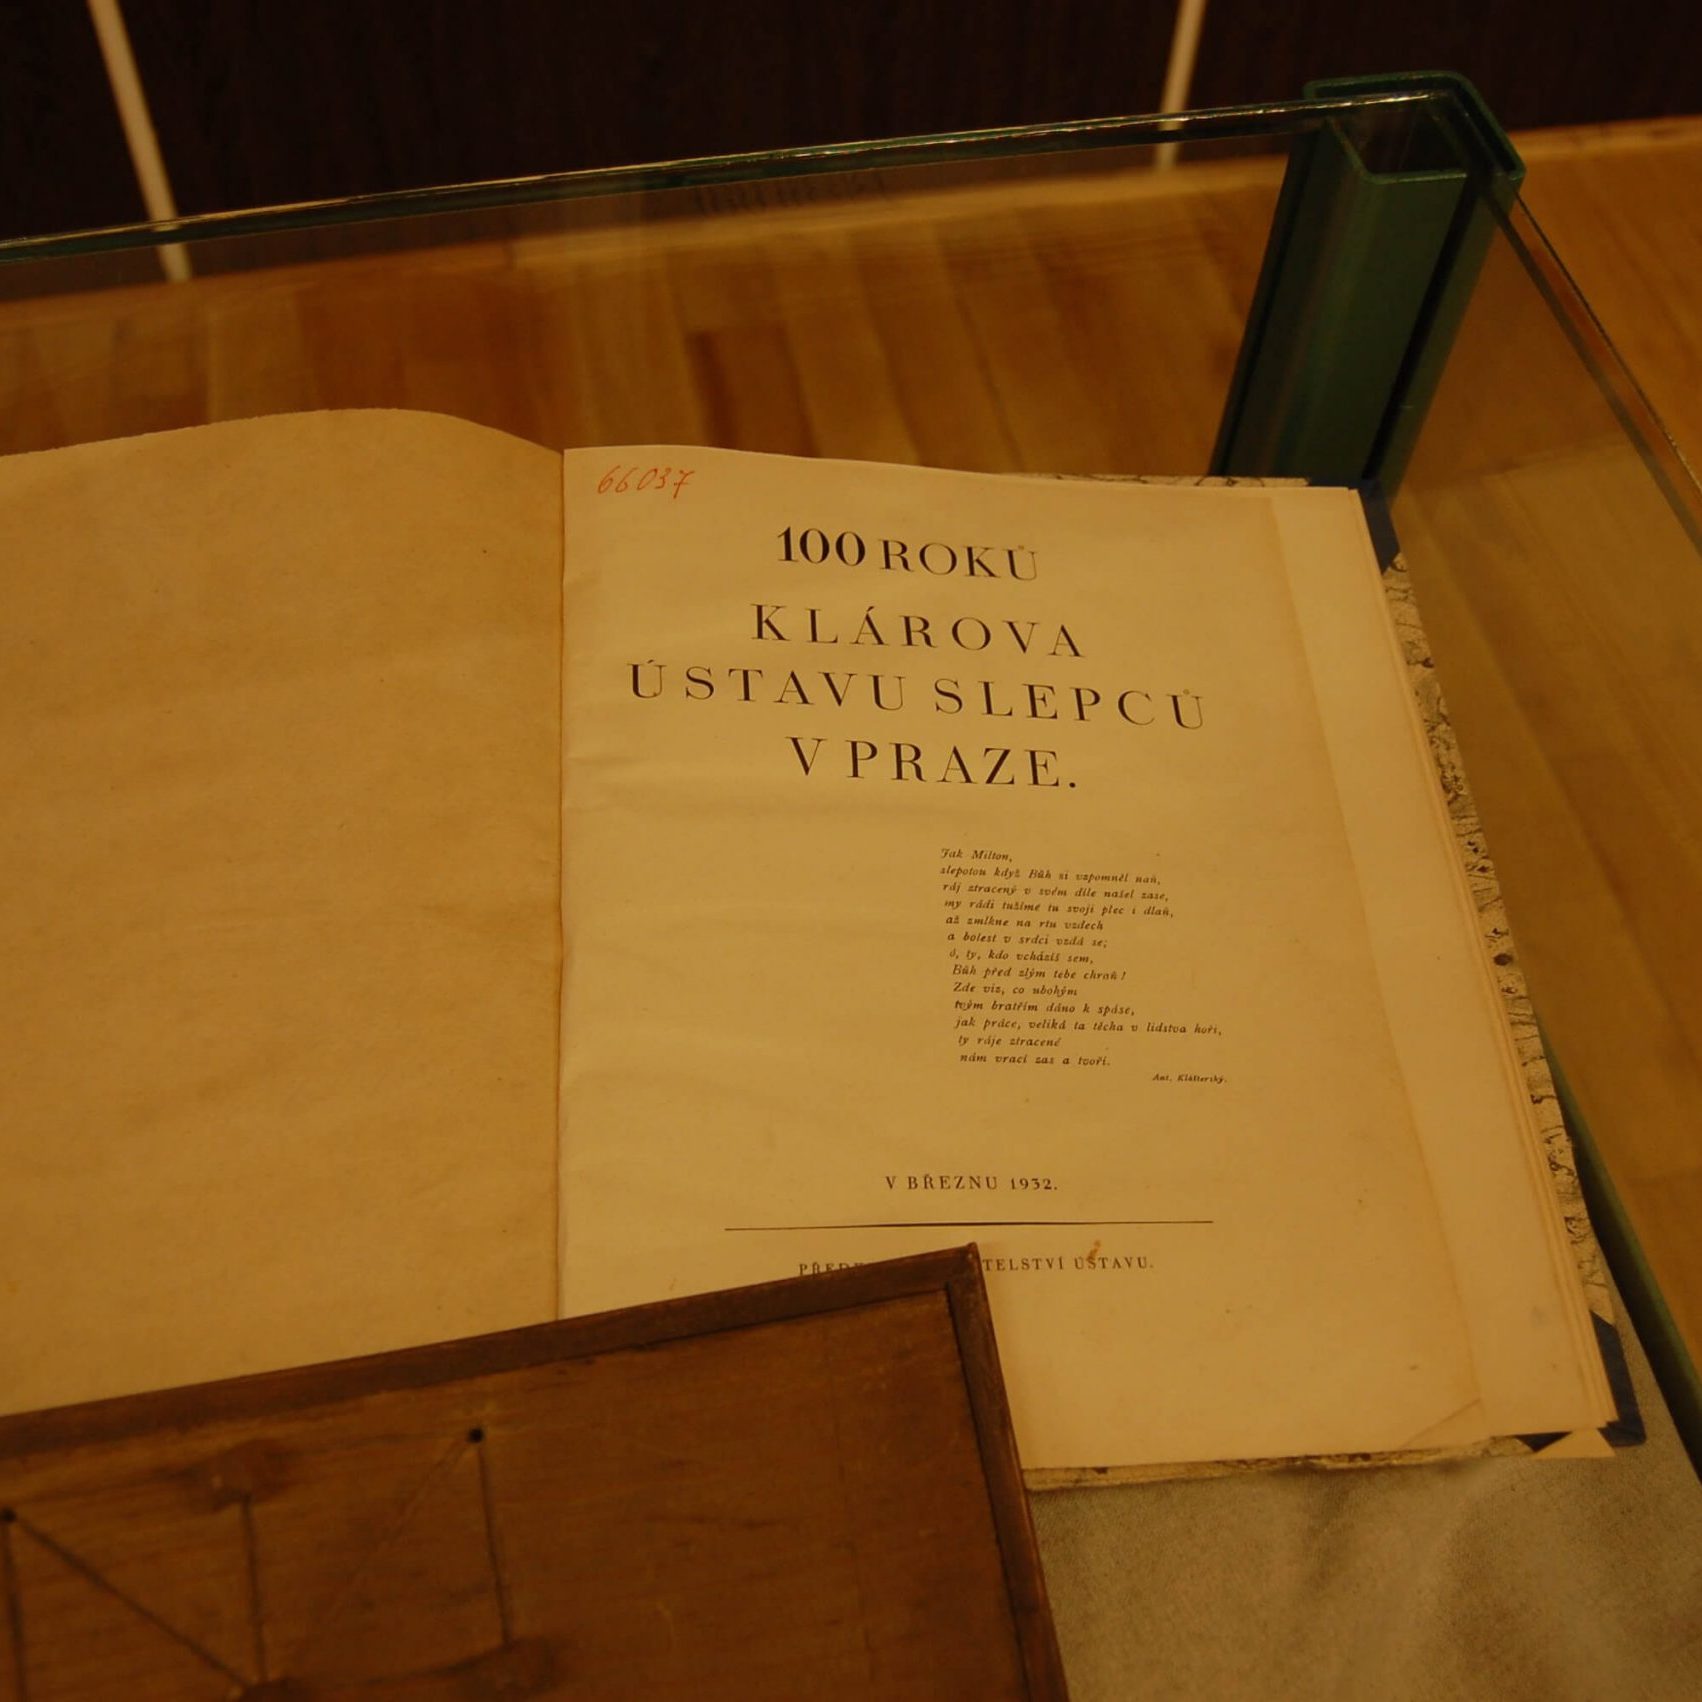 66037
100 ROKŮ
KLÁROVA
ÚSTAVU SLEPCŮ
V PRAZE.
Jak Milton,
slepotou když Bůh si vzpomněl naň,
ráj ztracený v svém díle našel zase,
my rádi tužíme tu svoji plec i dlaň,
až zmlkne na rtu vzdech
a bolest v srdci vzdá se;
ó, ty, kdo vcházíš sem,
Bůh před zlým tebe chraň!
Zde viz, co ubohým
tvým bratřím dáno k spáse,
jak práce, veliká ta těcha v lidstva hoři,
ty ráje ztracené
nám vrací zas a tvoří.
Ant. Klášterský.
V BŘEZNU 1932.
ÚSTAVU.